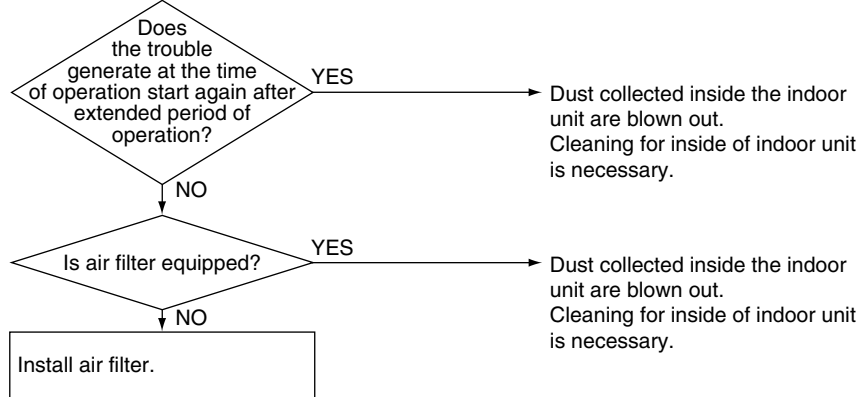 Does
the trouble
generate at the time
of operation start again after
extended period of
operation?
YES
Dust collected inside the indoor
unit are blown out.
Cleaning for inside of indoor unit
is necessary.
NO
Is air filter equipped?
YES
Dust collected inside the indoor
unit are blown out.
Cleaning for inside of indoor unit
is necessary.
NO
Install air filter.